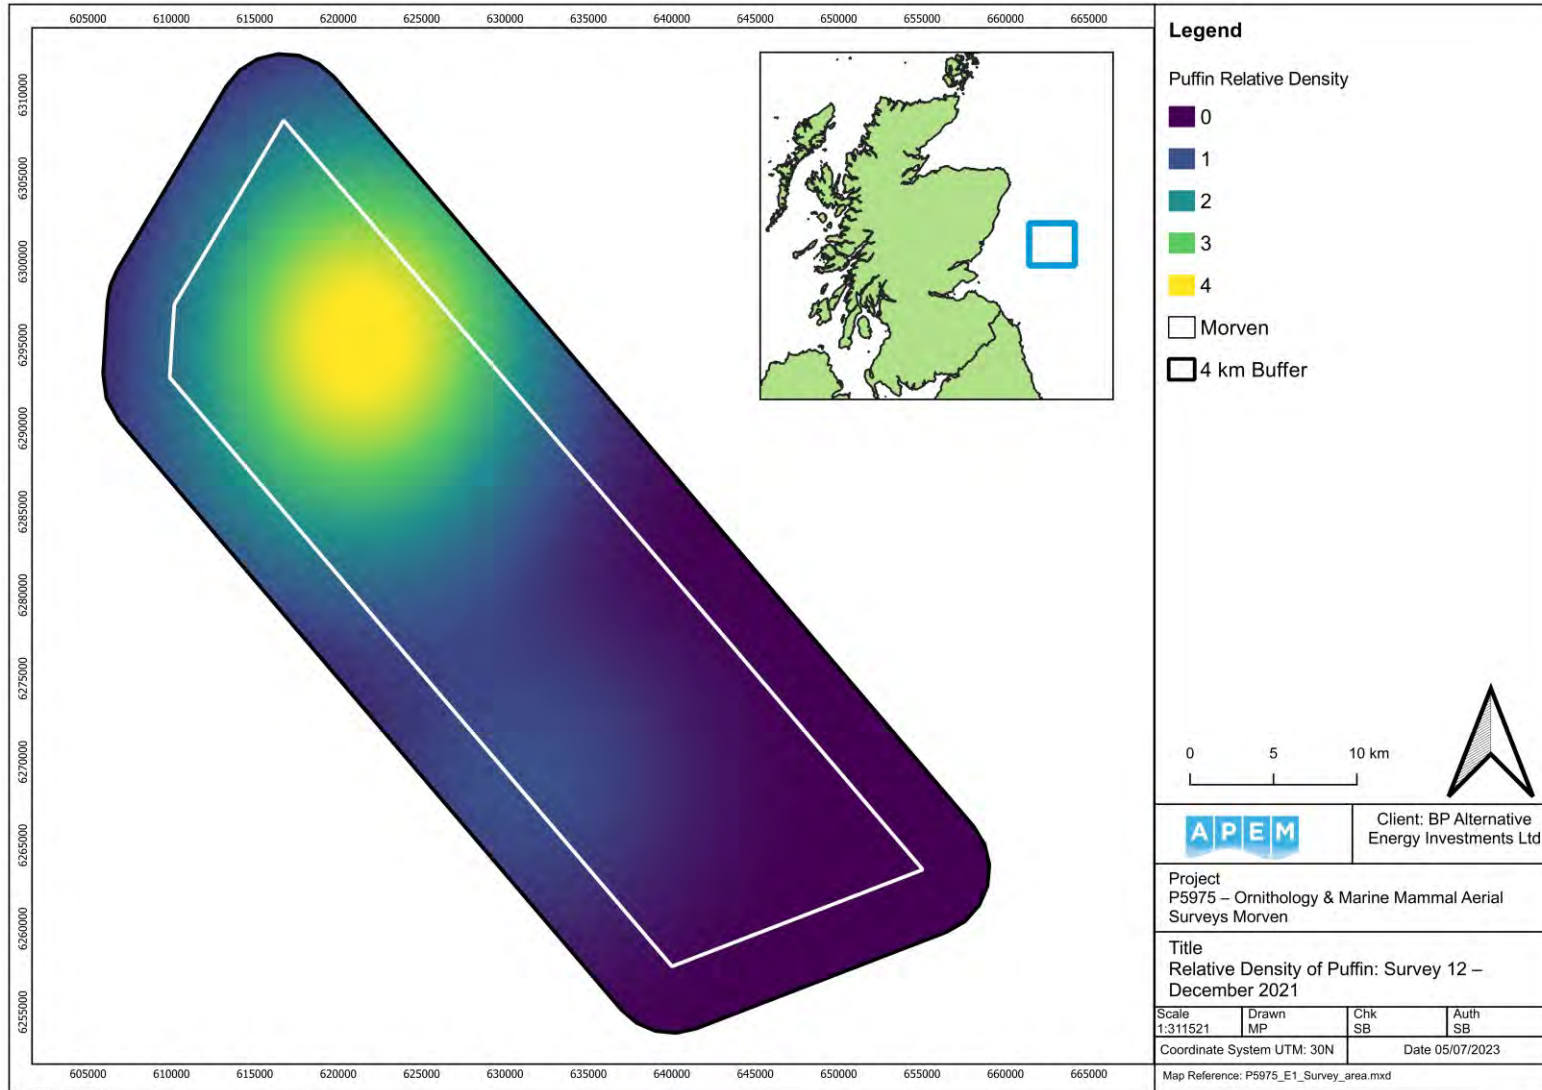 605000 610000 615000 620000 625000 630000 635000 640000 645000 650000 655000 660000 665000
6310000
6305000
6300000
6295000
6290000
6285000
6280000
6275000
6270000
6265000
6260000
6255000
605000 610000 615000 620000 625000 630000 635000 640000 645000 650000 655000 660000 665000
Legend
Puffin Relative Density
0
1
2
3
4
Morven
4 km Buffer
0 5 10 km
APEM
Client: BP Alternative
Energy Investments Ltd
Project
P5975 – Ornithology & Marine Mammal Aerial
Surveys Morven
Title
Relative Density of Puffin: Survey 12 –
December 2021
Scale Drawn Chk Auth
1:311521 MP SB SB
Coordinate System UTM: 30N Date 05/07/2023
Map Reference: P5975_E1_Survey_area.mxd